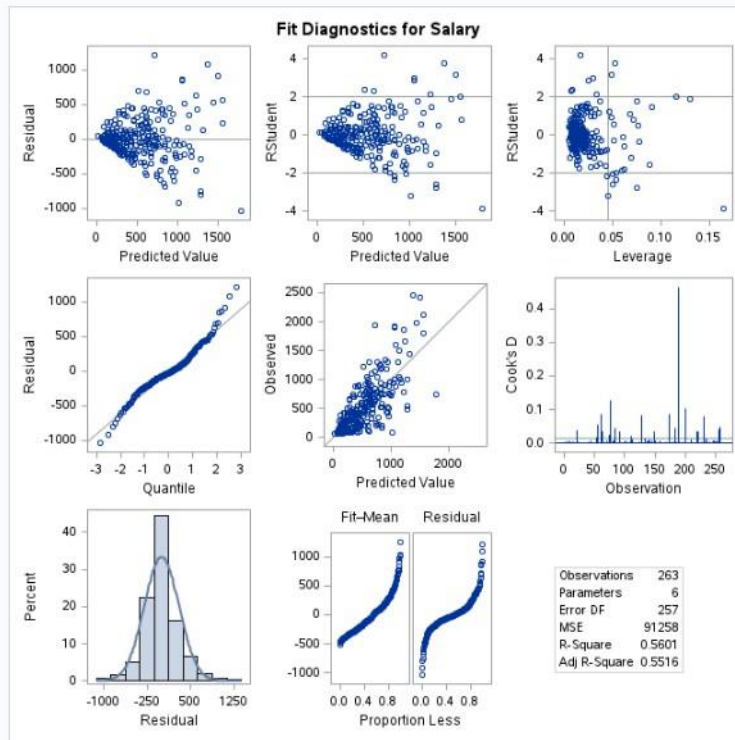 Fit Diagnostics for Salary
1000
500
0
-500
-1000
Residual
0 500 1000 1500
Predicted Value
4
2
0
-2
-4
RStudent
0 500 1000 1500
Predicted Value
4
2
0
-2
-4
RStudent
0.00 0.05 0.10 0.15
Leverage
1000
500
0
-500
-1000
Residual
-3 -2 -1 0 1 2 3
Quantile
2500
2000
1500
1000
500
0
Observed
0 1000 2000
Predicted Value
0.4
0.3
0.2
0.1
0.0
Cook's D
0 50 100 150 200 250
Observation
40
30
20
10
0
Percent
-1000 -250 500 1250
Residual
Fit–Mean Residual
1000
500
0
-500
-1000
0.0 0.4 0.8 0.0 0.4 0.8
Proportion Less
Observations 263
Parameters 6
Error DF 257
MSE 91258
R-Square 0.5601
Adj R-Square 0.5516